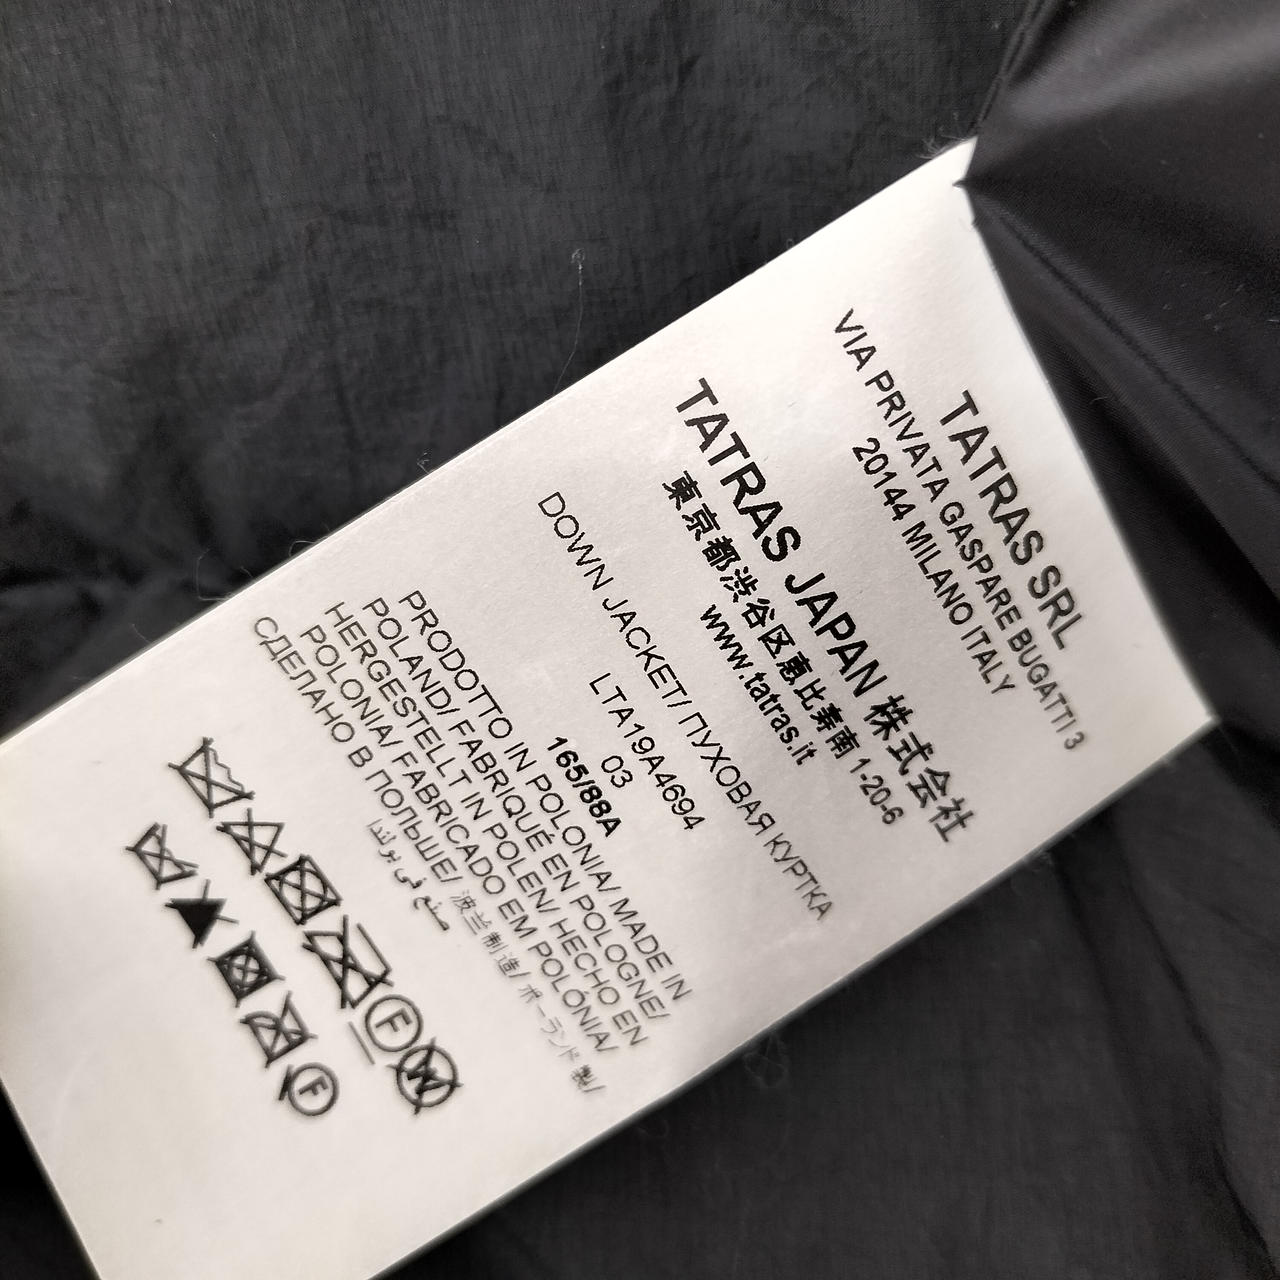 TATRAS SRL
VIA PRIVATA GASPARE BUGATTI 3
20144 MILANO ITALY
TATRAS JAPAN 株式会社
東京都渋谷区恵比寿南 1-20-6
www.tatras.it
DOWN JACKET/ ПУХОВАЯ КУРТКА
LTA19A4694
03
165/88A
PRODOTTO IN POLONIA/ MADE IN
POLAND/ FABRIQUÉ EN POLOGNE/
HERGESTELLT IN POLEN/ HECHO EN
POLONIA/ FABRICADO EM POLÓNIA/
СДЕЛАНО В ПОЛЬШЕ/ 波兰制造/ ポーランド製/
صنع في بولندا
F
W
F